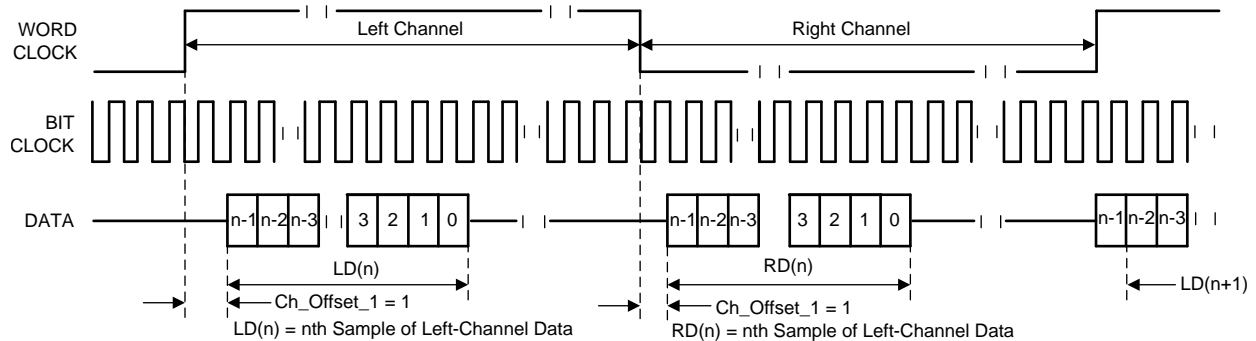 WORD
CLOCK
Left Channel
Right Channel
BIT
CLOCK
DATA
n-1 n-2 n-3 3 2 1 0 n-1 n-2 n-3 3 2 1 0 n-1 n-2 n-3
LD(n)
RD(n)
LD(n+1)
Ch_Offset_1 = 1
Ch_Offset_1 = 1
LD(n) = nth Sample of Left-Channel Data
RD(n) = nth Sample of Left-Channel Data